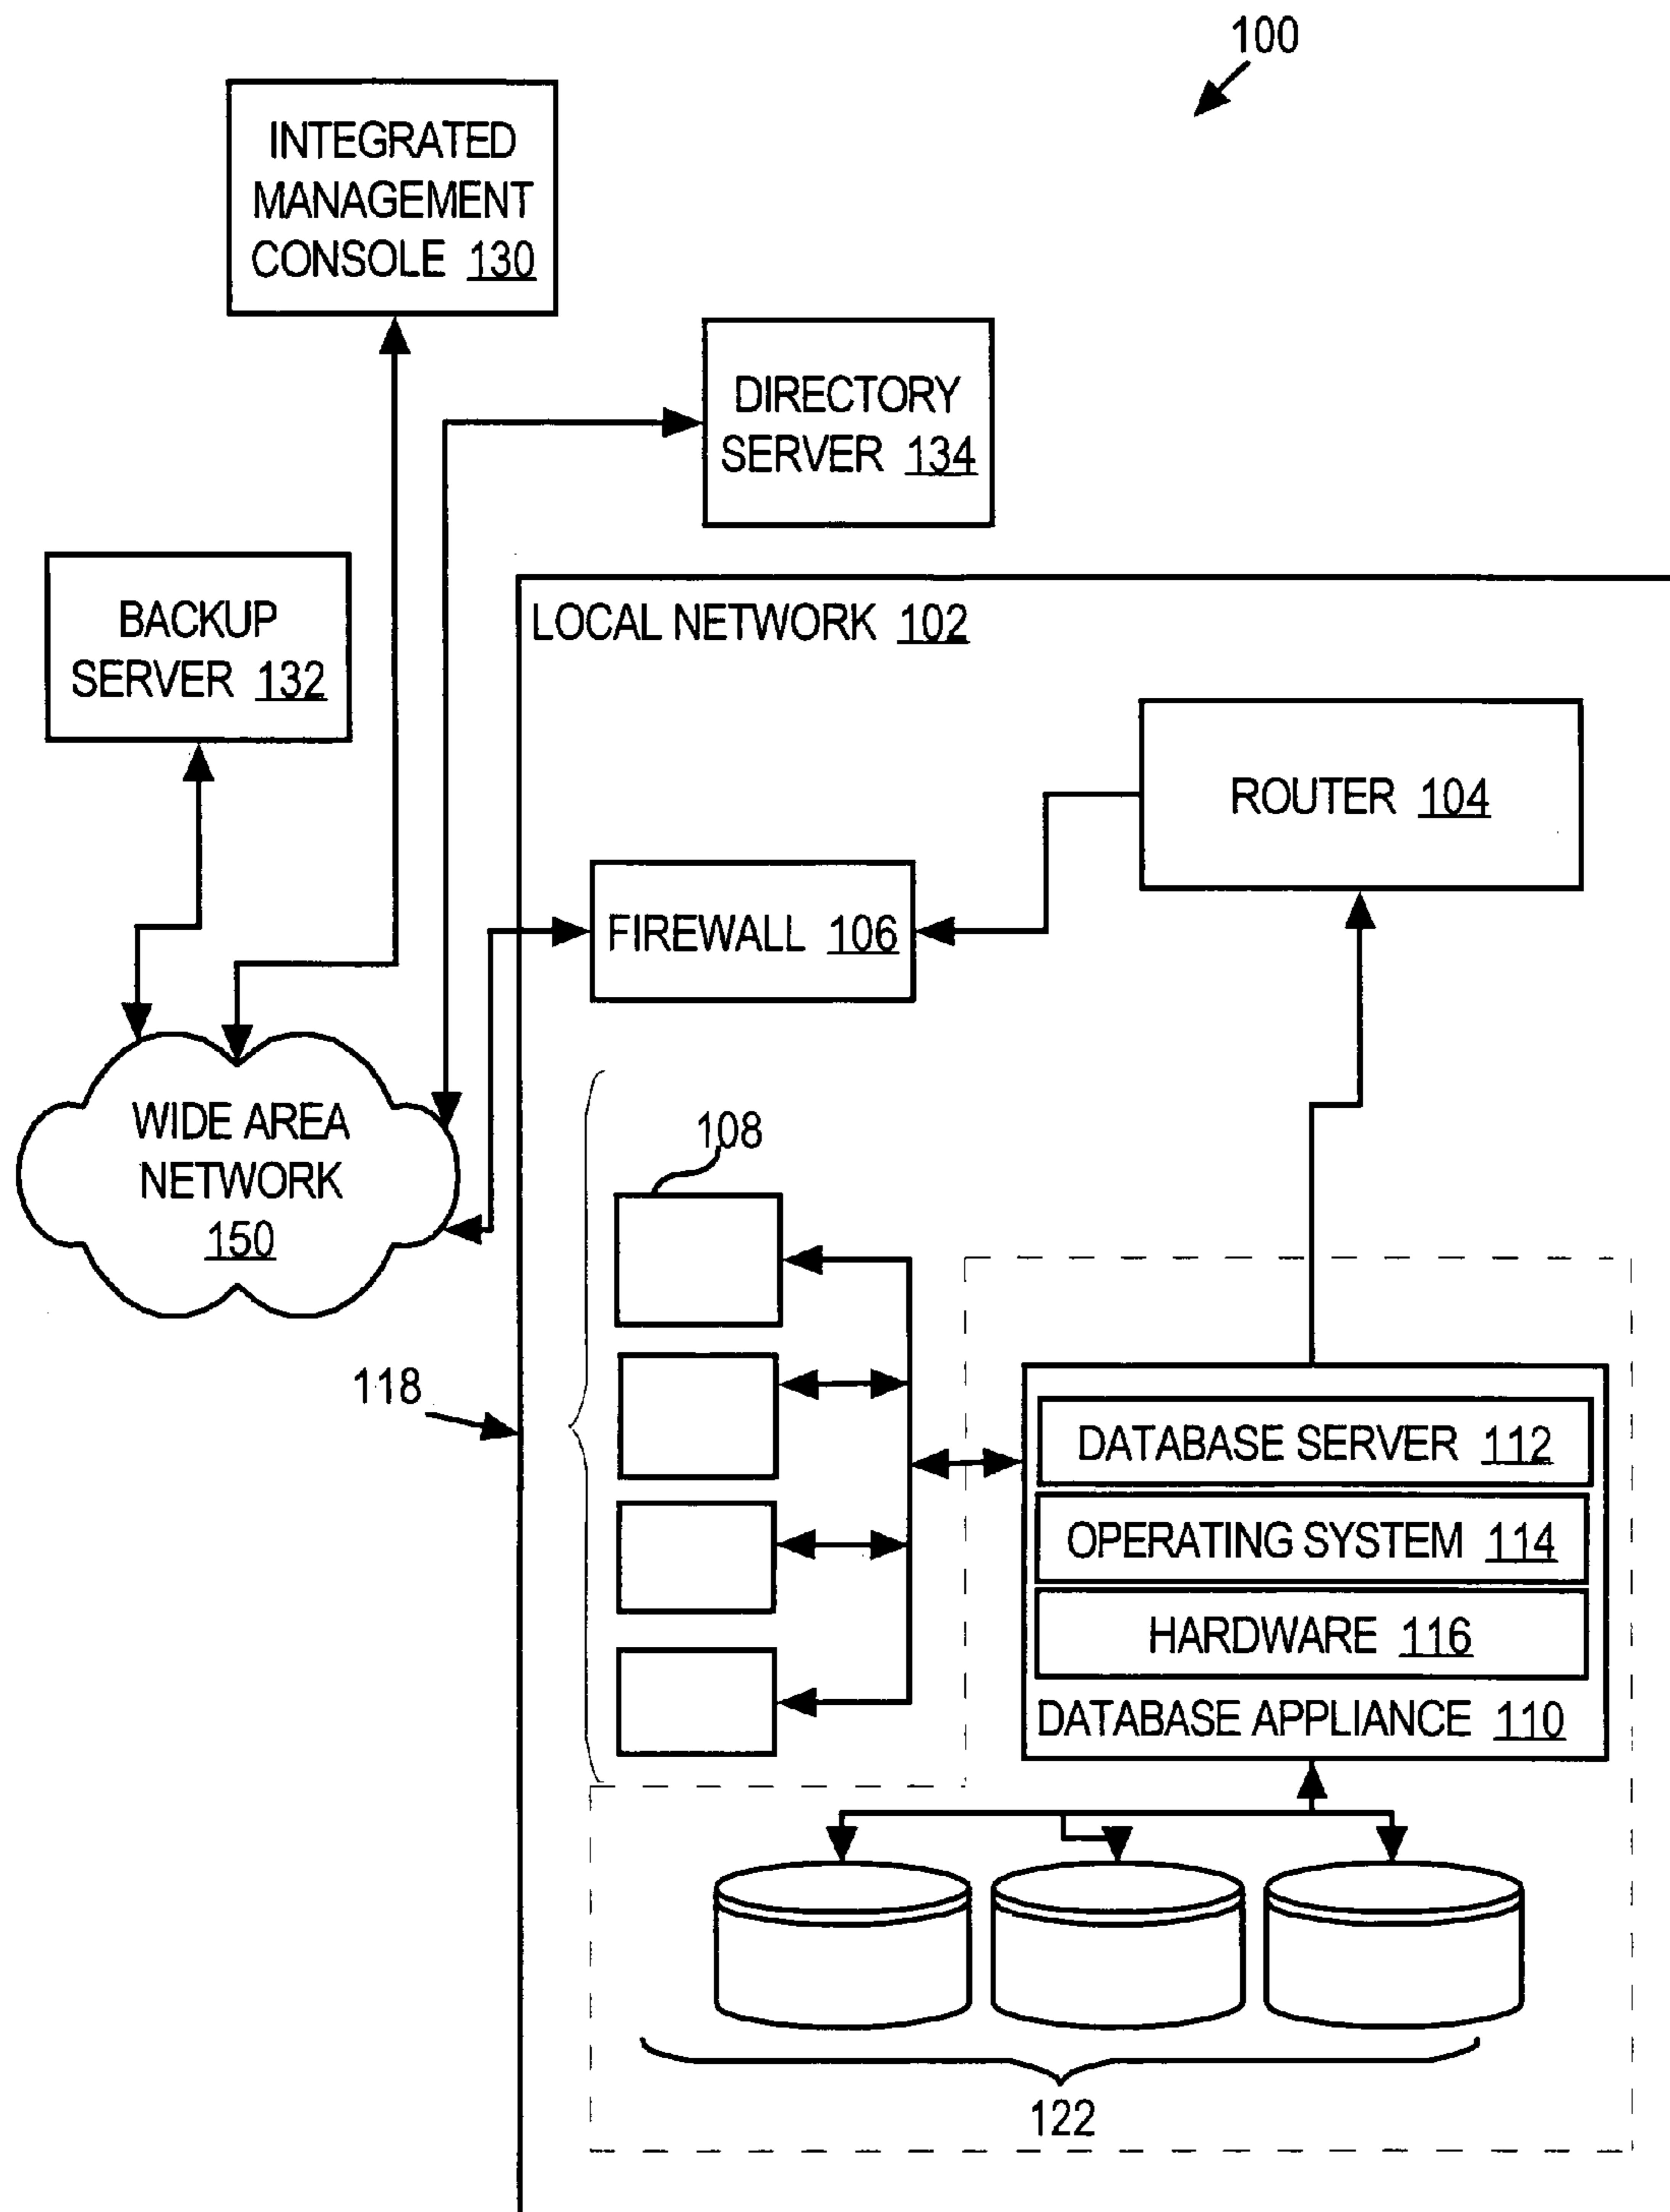 100
INTEGRATED
MANAGEMENT
CONSOLE 130
DIRECTORY
SERVER 134
BACKUP
SERVER 132
LOCAL NETWORK 102
ROUTER 104
FIREWALL 106
WIDE AREA
NETWORK
150
108
118
DATABASE SERVER 112
OPERATING SYSTEM 114
HARDWARE 116
DATABASE APPLIANCE 110
122